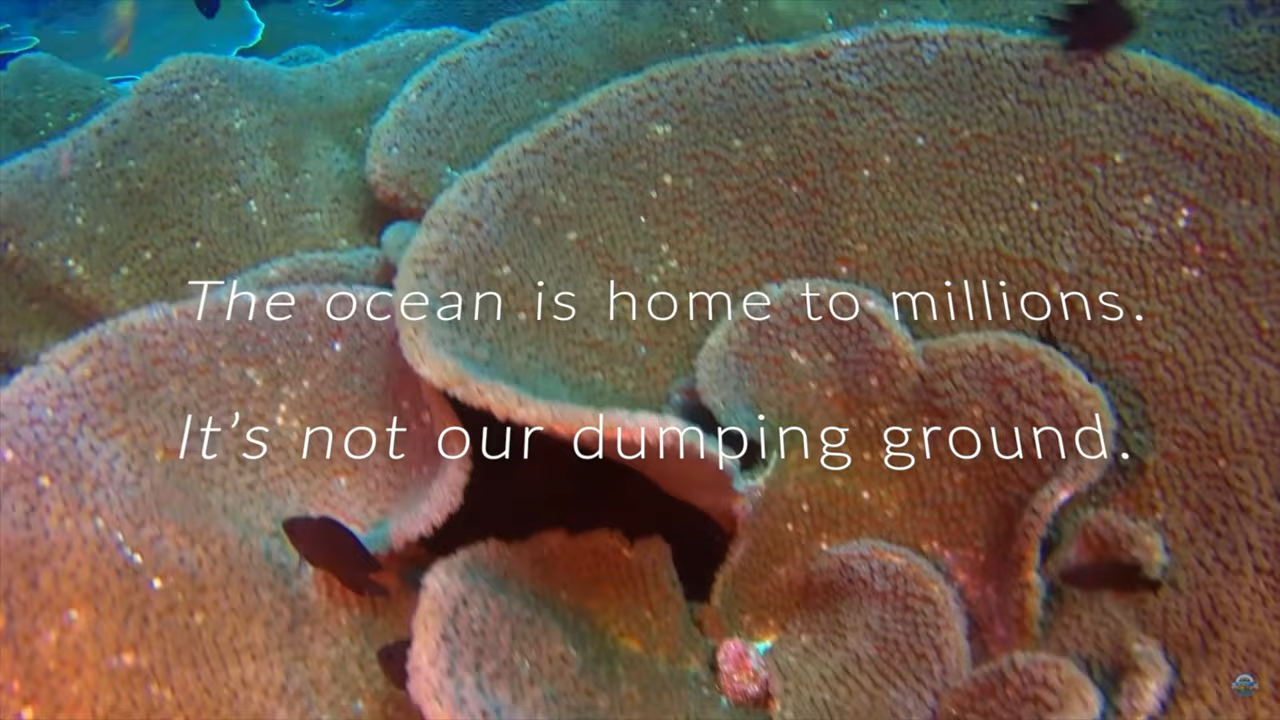 The ocean is home to millions.
It’s not our dumping ground.